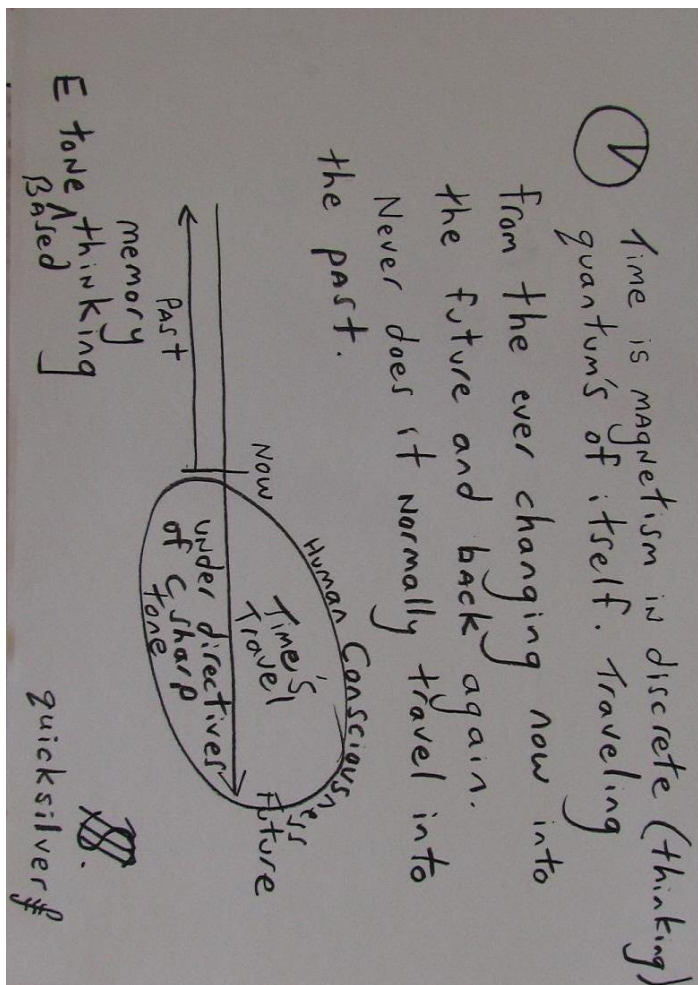 Time is magnetism in discrete (thinking)
quantum's of itself. Traveling
from the ever changing now into
the future and back again.
Never does it normally travel into
the past.
Now
Human Consciousness
Time's
Travel
Past
Future
under directives
of C sharp
tone
memory
E tone thinking
Based
quicksilver